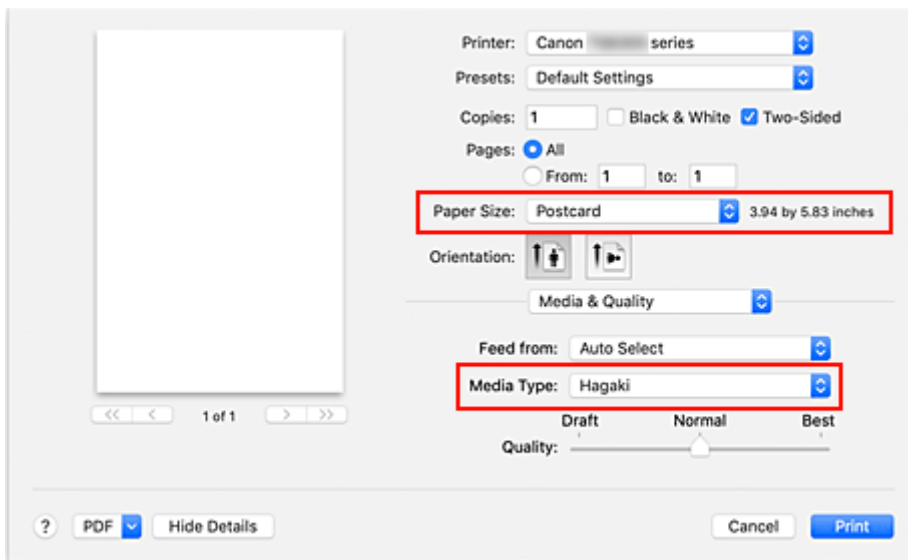 Printer: Canon series
Presets: Default Settings
Copies: 1 Black & White Two-Sided
Pages: All
From: 1 to: 1
Paper Size: Postcard 3.94 by 5.83 inches
Orientation:
Media & Quality
Feed from: Auto Select
Media Type: Hagaki
Draft Normal Best
Quality:
<< < 1 of 1 > >>
? PDF Hide Details Cancel Print